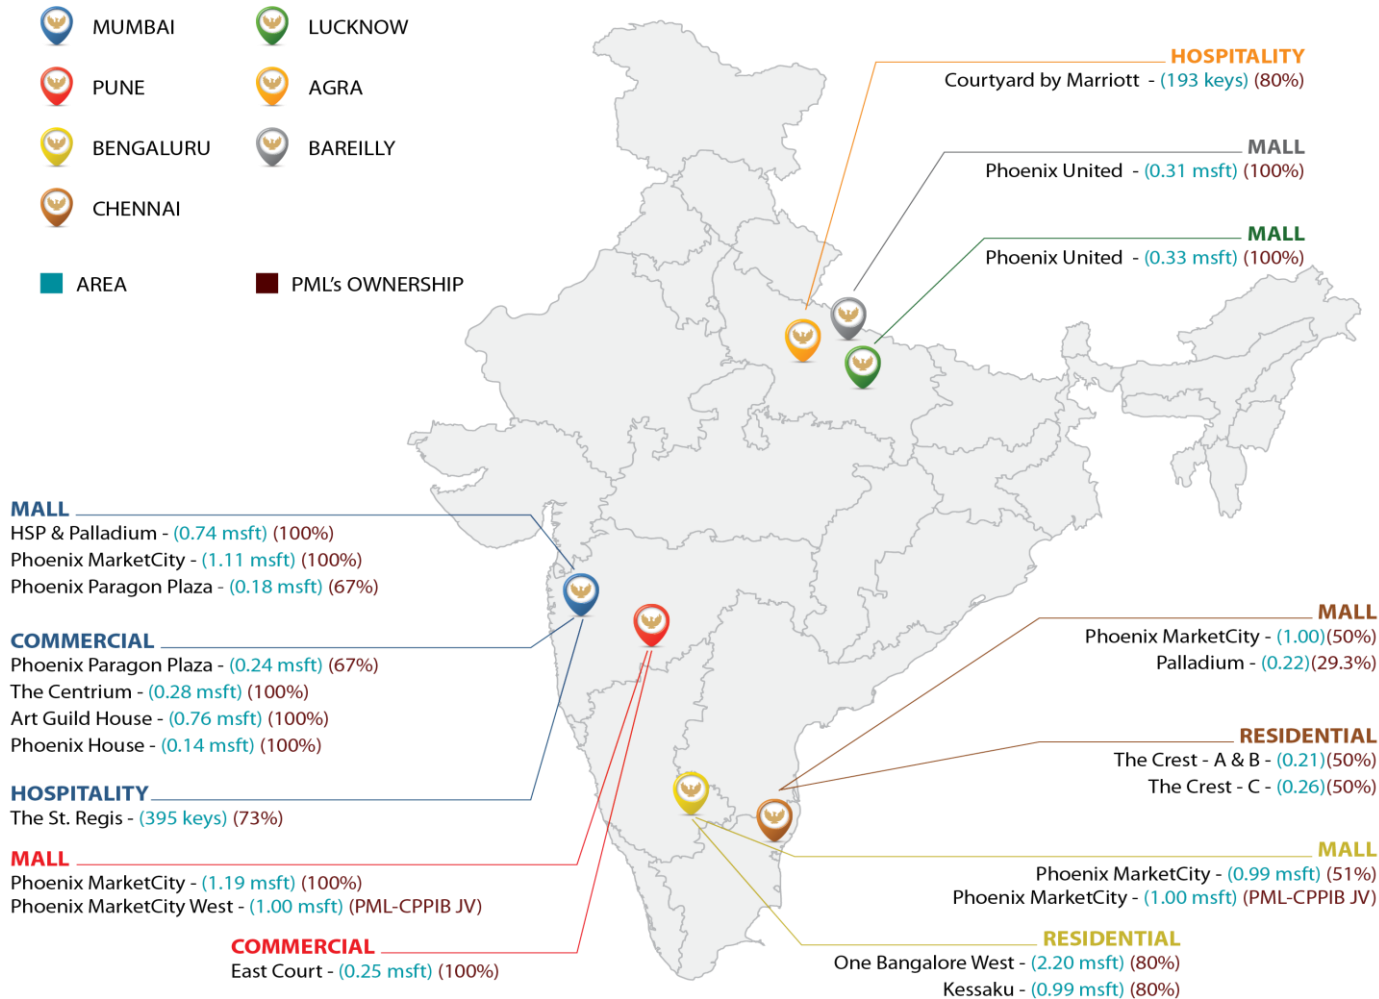 MUMBAI
LUCKNOW
PUNE
AGRA
BENGALURU
BAREILLY
CHENNAI
AREA
PML's OWNERSHIP
HOSPITALITY
Courtyard by Marriott - (193 keys) (80%)
MALL
Phoenix United - (0.31 msft) (100%)
MALL
Phoenix United - (0.33 msft) (100%)
MALL
HSP & Palladium - (0.74 msft) (100%)
Phoenix MarketCity - (1.11 msft) (100%)
Phoenix Paragon Plaza - (0.18 msft) (67%)
COMMERCIAL
Phoenix Paragon Plaza - (0.24 msft) (67%)
The Centrium - (0.28 msft) (100%)
Art Guild House - (0.76 msft) (100%)
Phoenix House - (0.14 msft) (100%)
HOSPITALITY
The St. Regis - (395 keys) (73%)
MALL
Phoenix MarketCity - (1.19 msft) (100%)
Phoenix MarketCity West - (1.00 msft) (PML-CPPIB JV)
COMMERCIAL
East Court - (0.25 msft) (100%)
MALL
Phoenix MarketCity - (1.00)(50%)
Palladium - (0.22)(29.3%)
RESIDENTIAL
The Crest - A & B - (0.21)(50%)
The Crest - C - (0.26)(50%)
MALL
Phoenix MarketCity - (0.99 msft) (51%)
Phoenix MarketCity - (1.00 msft) (PML-CPPIB JV)
RESIDENTIAL
One Bangalore West - (2.20 msft) (80%)
Kessaku - (0.99 msft) (80%)